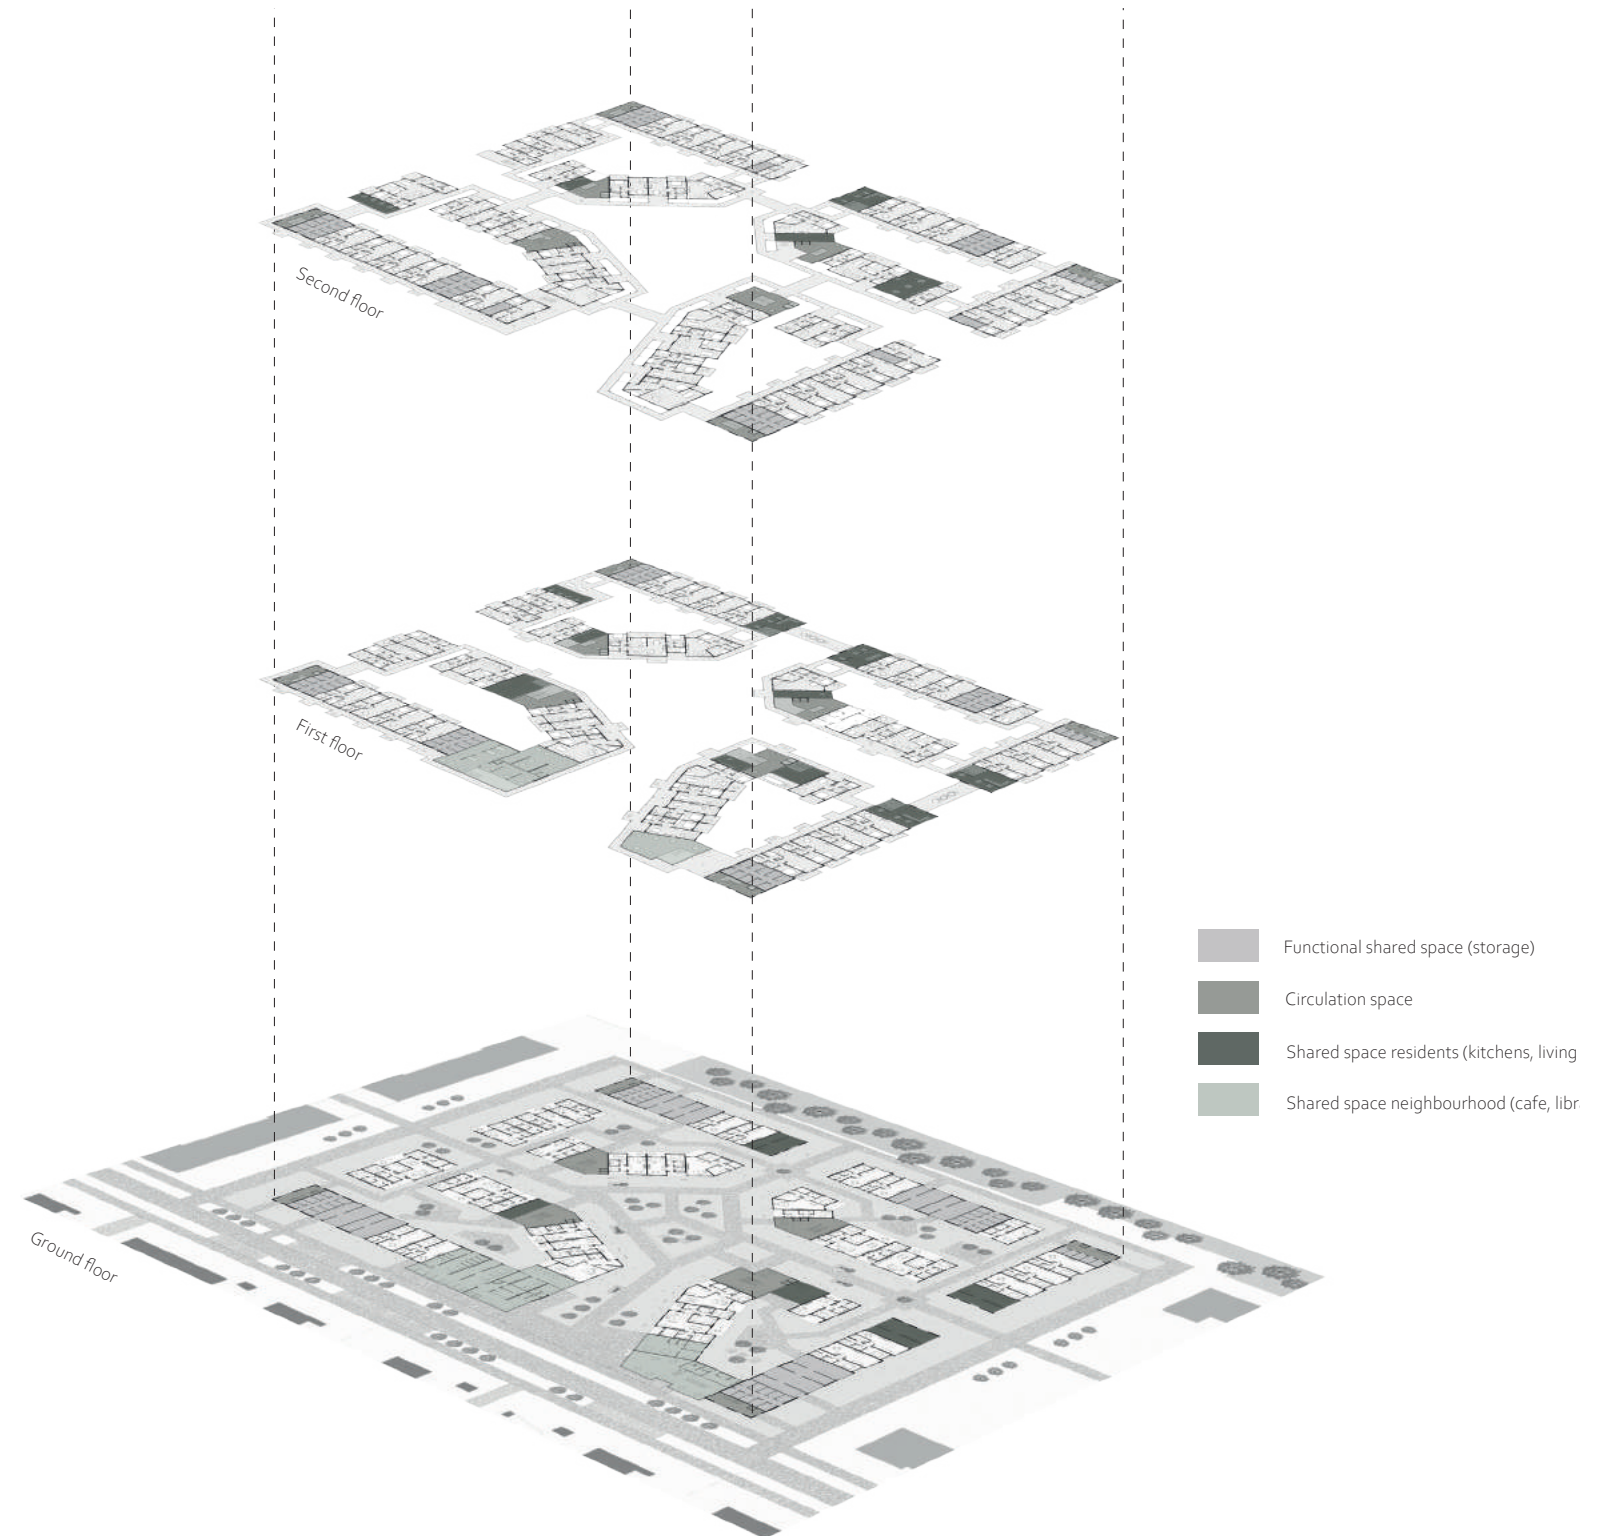 Second floor
First floor
Functional shared space (storage)
Circulation space
Shared space residents (kitchens, living
Ground floor
Shared space neighbourhood (cafe, libr